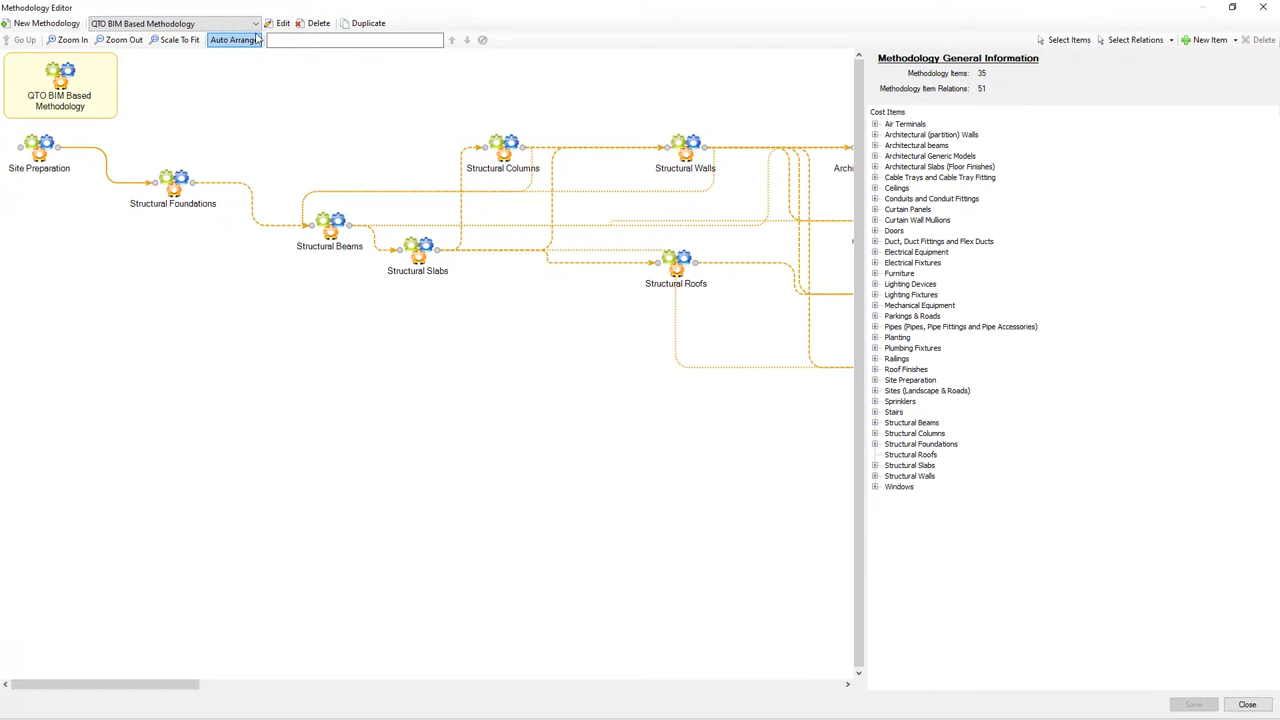 Methodology Editor
New Methodology QTO BIM Based Methodology Edit Delete Duplicate
Go Up Zoom In Zoom Out Scale To Fit Auto Arrang Select Items Select Relations New Item Delete
QTO BIM Based
Methodology
Site Preparation
Structural Foundations
Structural Beams
Structural Slabs
Structural Columns
Structural Walls
Structural Roofs
Archi
Methodology General Information
Methodology Items: 35
Methodology Item Relations: 51
Cost Items
Air Terminals
Architectural (partition) Walls
Architectural beams
Architectural Generic Models
Architectural Slabs (Floor Finishes)
Cable Trays and Cable Tray Fitting
Ceilings
Conduits and Conduit Fittings
Curtain Panels
Curtain Wall Mullions
Doors
Duct, Duct Fittings and Flex Ducts
Electrical Equipment
Electrical Fixtures
Furniture
Lighting Devices
Lighting Fixtures
Mechanical Equipment
Parkings & Roads
Pipes (Pipes, Pipe Fittings and Pipe Accessories)
Planting
Plumbing Fixtures
Railings
Roof Finishes
Site Preparation
Sites (Landscape & Roads)
Sprinklers
Stairs
Structural Beams
Structural Columns
Structural Foundations
Structural Roofs
Structural Slabs
Structural Walls
Windows
Save Close